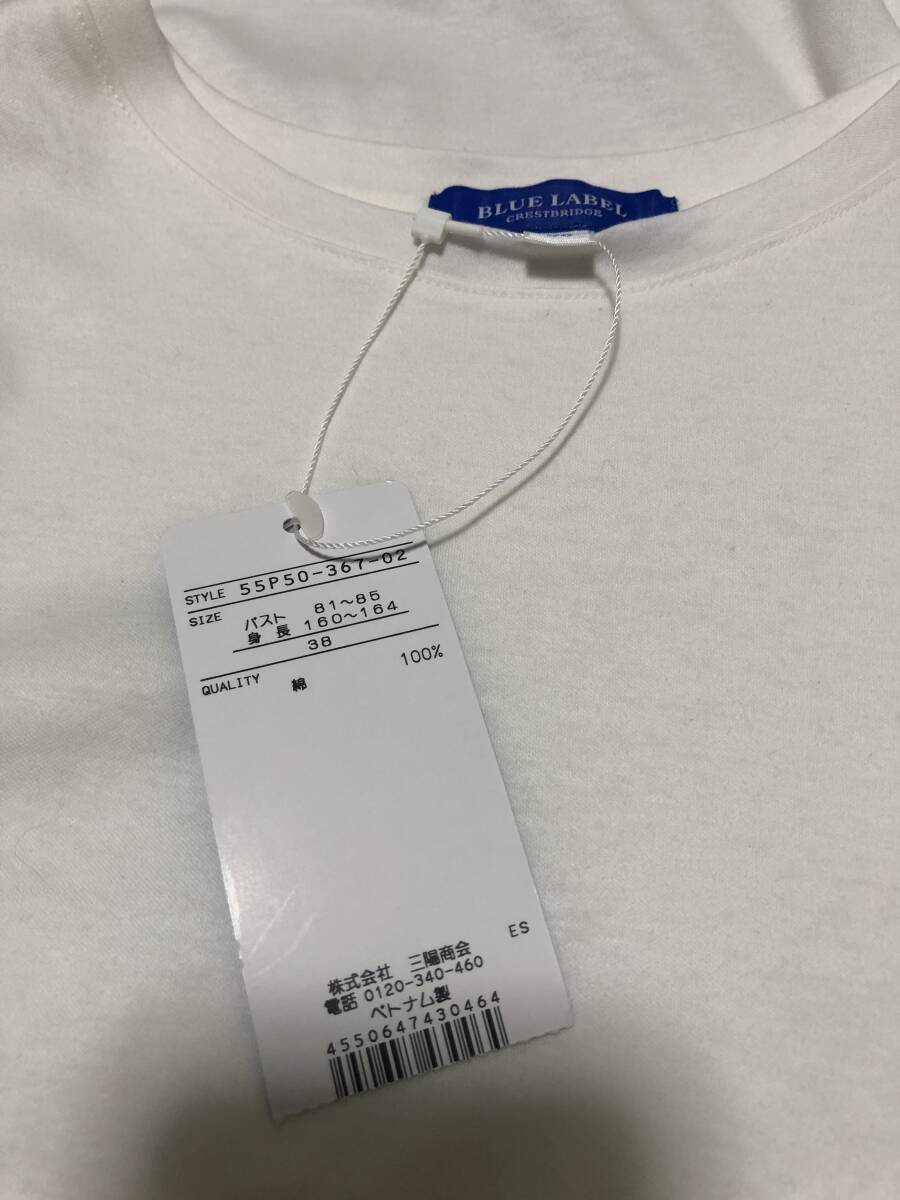 BLUE LABEL
CRESTBRIDGE
STYLE 55P50-367-02
SIZE バスト 81~85
身長 160~164
38
QUALITY 綿 100%
ES
株式会社 三陽商会
電話 0120-340-460
ベトナム製
4550647430464